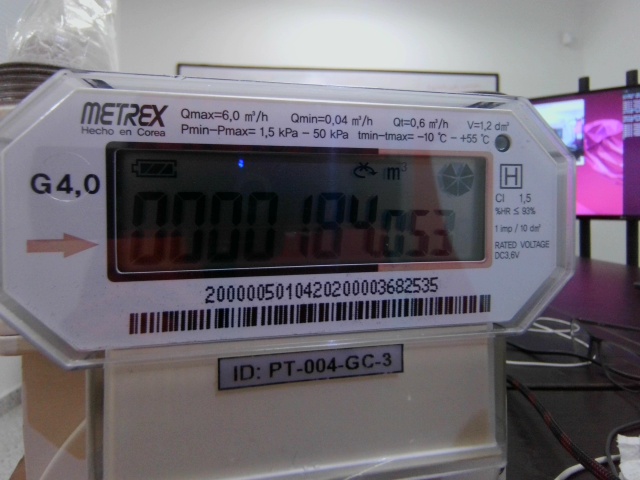 METREX
Hecho en Corea
Qmax=6,0 m³/h Qmin=0,04 m³/h Qt=0,6 m³/h V=1,2 dm³
Pmin-Pmax= 1,5 kPa - 50 kPa tmin-tmax= -10 °C - +55 °C
G4,0
m³
0000184.053
H
Cl 1,5
%HR ≤ 93%
1 imp / 10 dm³
RATED VOLTAGE
DC3,6V
20000050104202000003682535
ID: PT-004-GC-3